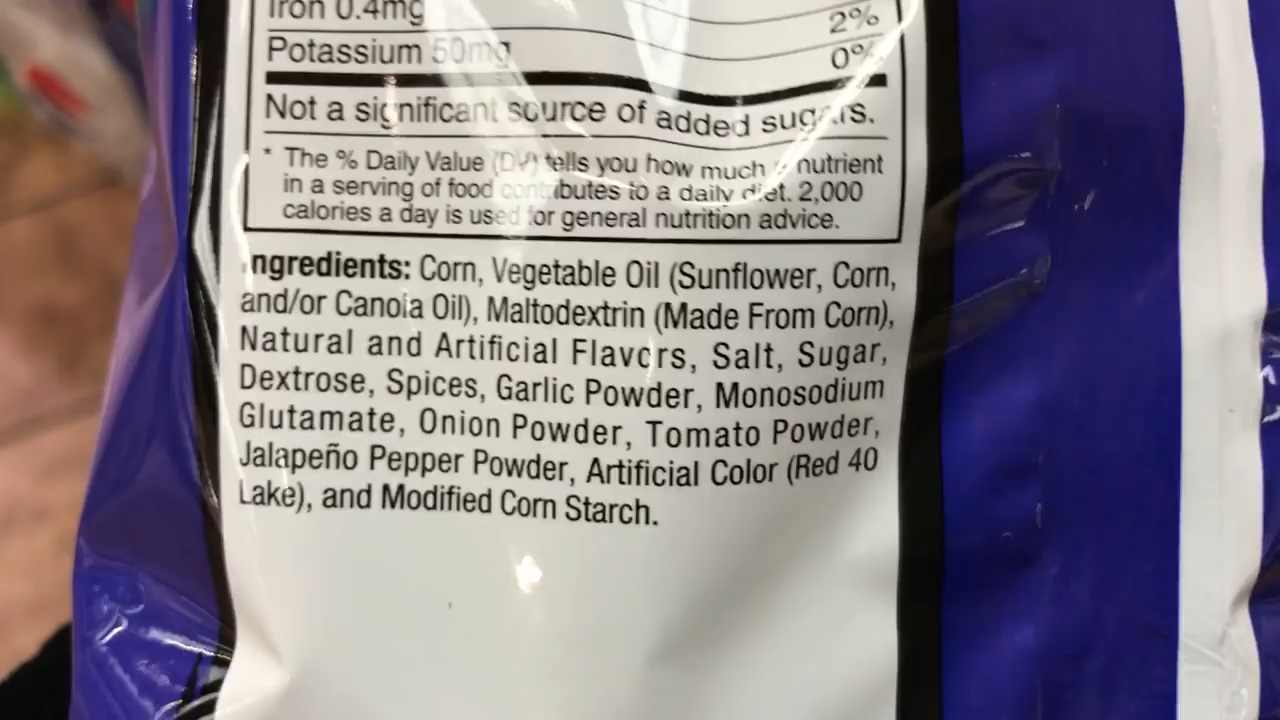 Iron 0.4mg 2%
Potassium 50mg 0%
Not a significant source of added sugars.
* The % Daily Value (DV) tells you how much a nutrient
in a serving of food contributes to a daily diet. 2,000
calories a day is used for general nutrition advice.
Ingredients: Corn, Vegetable Oil (Sunflower, Corn,
and/or Canola Oil), Maltodextrin (Made From Corn),
Natural and Artificial Flavors, Salt, Sugar,
Dextrose, Spices, Garlic Powder, Monosodium
Glutamate, Onion Powder, Tomato Powder,
Jalapeño Pepper Powder, Artificial Color (Red 40
Lake), and Modified Corn Starch.